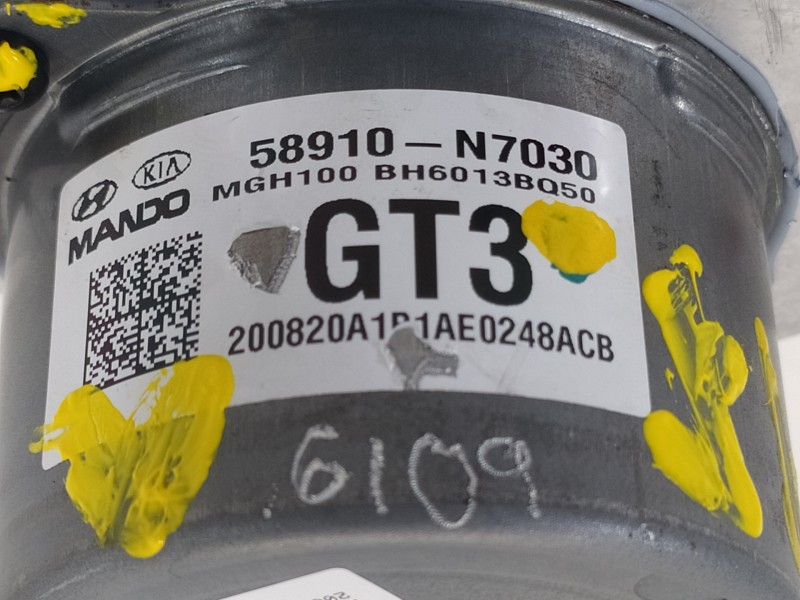 58910-N7030
KIA
MGH100 BH6013BQ50
MANDO
GT3
200820A1B1AE0248ACB
6109